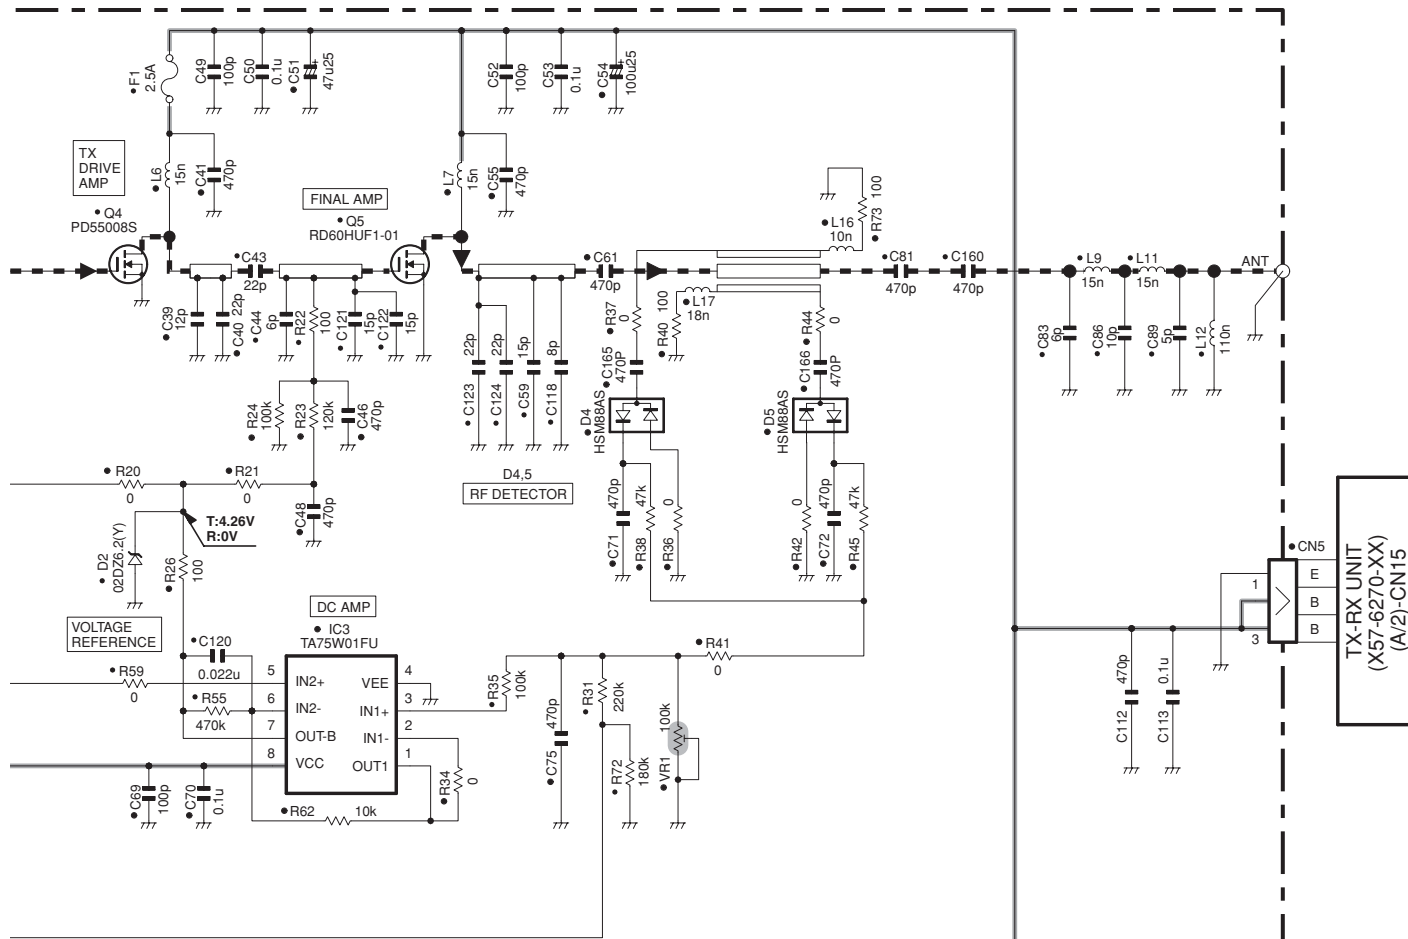 F1
2.5A
C49
100p
C50
0.1u
C51
+
47u25
C52
100p
C53
0.1u
C54
+
100u25
TX
DRIVE
AMP
L6
15n
C41
470p
FINAL AMP
L7
15n
C55
470p
Q4
PD55008S
Q5
RD60HUF1-01
R73
100
L16
10n
C43
22p
C61
470p
C81
470p
C160
470p
L9
15n
L11
15n
ANT
C39
12p
C40
22p
C44
6p
R22
100
C121
15p
C122
15p
22p
C123
22p
C124
15p
C59
8p
C118
R37
0
R40
100
L17
18n
R44
0
C83
6p
C86
10p
C89
5p
L12
110n
C165
470P
C166
470P
D4
HSM88AS
D5
HSM88AS
R24
100k
R23
120k
C46
470p
R20
0
R21
0
D4,5
RF DETECTOR
C48
470p
T:4.26V
R:0V
470p
C71
47k
R38
0
R36
0
R42
470p
C72
47k
R45
D2
02DZ6.2(Y)
R26
100
CN5
1
3
E
B
B
TX-RX UNIT
(X57-6270-XX)
(A/2)-CN15
DC AMP
IC3
TA75W01FU
VOLTAGE
REFERENCE
C120
0.022u
R59
0
R55
470k
5
IN2+
6
IN2-
7
OUT-B
8
VCC
VEE
4
IN1+
3
IN1-
2
OUT1
1
R35
100k
R41
0
470p
C75
R31
220k
R72
180k
100k
VR1
R34
0
470p
C112
0.1u
C113
C69
100p
C70
0.1u
R62
10k